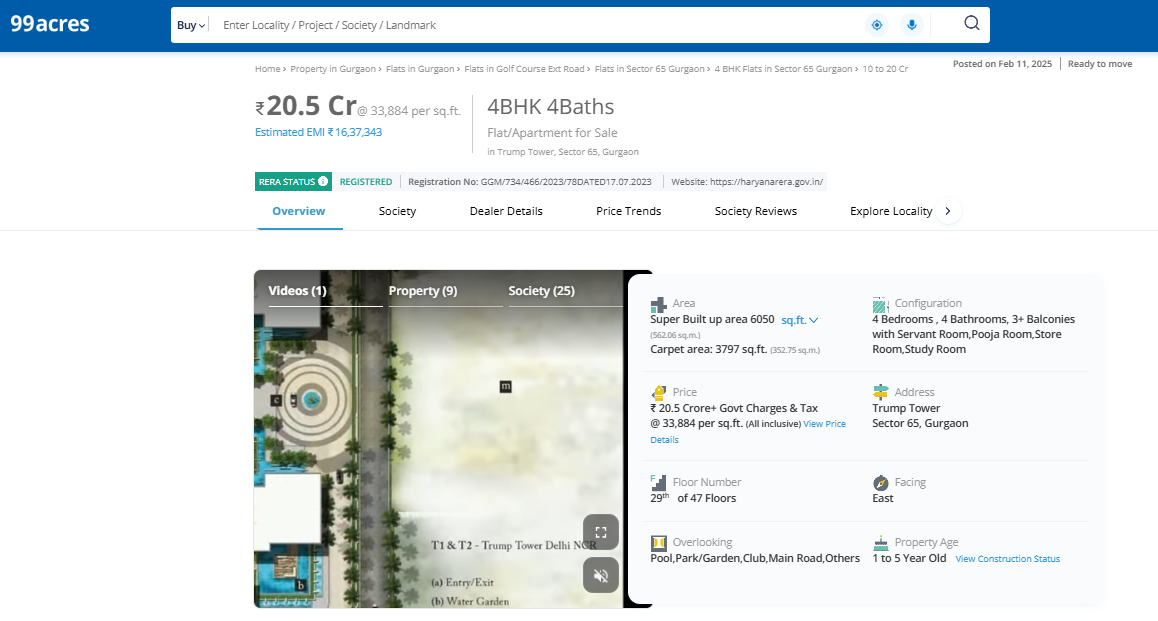 99acres
Buy
Enter Locality / Project / Society / Landmark
Home > Property in Gurgaon > Flats in Gurgaon > Flats in Golf Course Ext Road > Flats in Sector 65 Gurgaon > 4 BHK Flats in Sector 65 Gurgaon > 10 to 20 Cr
Posted on Feb 11, 2025 | Ready to move
₹20.5 Cr @ 33,884 per sq.ft.
Estimated EMI ₹ 16,37,343
4BHK 4Baths
Flat/Apartment for Sale
in Trump Tower, Sector 65, Gurgaon
RERA STATUS REGISTERED Registration No: GGM/734/466/2023/78DATED17.07.2023 Website: https://haryanarera.gov.in/
Overview Society Dealer Details Price Trends Society Reviews Explore Locality
Videos (1) Property (9) Society (25)
m
c
T1 & T2 - Trump Tower Delhi NCR
(a) Entry/Exit
(b) Water Garden
b
Area
Super Built up area 6050 sq.ft.
(562.06 sq.m.)
Carpet area: 3797 sq.ft. (352.75 sq.m.)
Configuration
4 Bedrooms , 4 Bathrooms, 3+ Balconies
with Servant Room,Pooja Room,Store
Room,Study Room
Price
₹ 20.5 Crore+ Govt Charges & Tax
@ 33,884 per sq.ft. (All inclusive) View Price
Details
Address
Trump Tower
Sector 65, Gurgaon
Floor Number
29th of 47 Floors
Facing
East
Overlooking
Pool,Park/Garden,Club,Main Road,Others
Property Age
1 to 5 Year Old View Construction Status